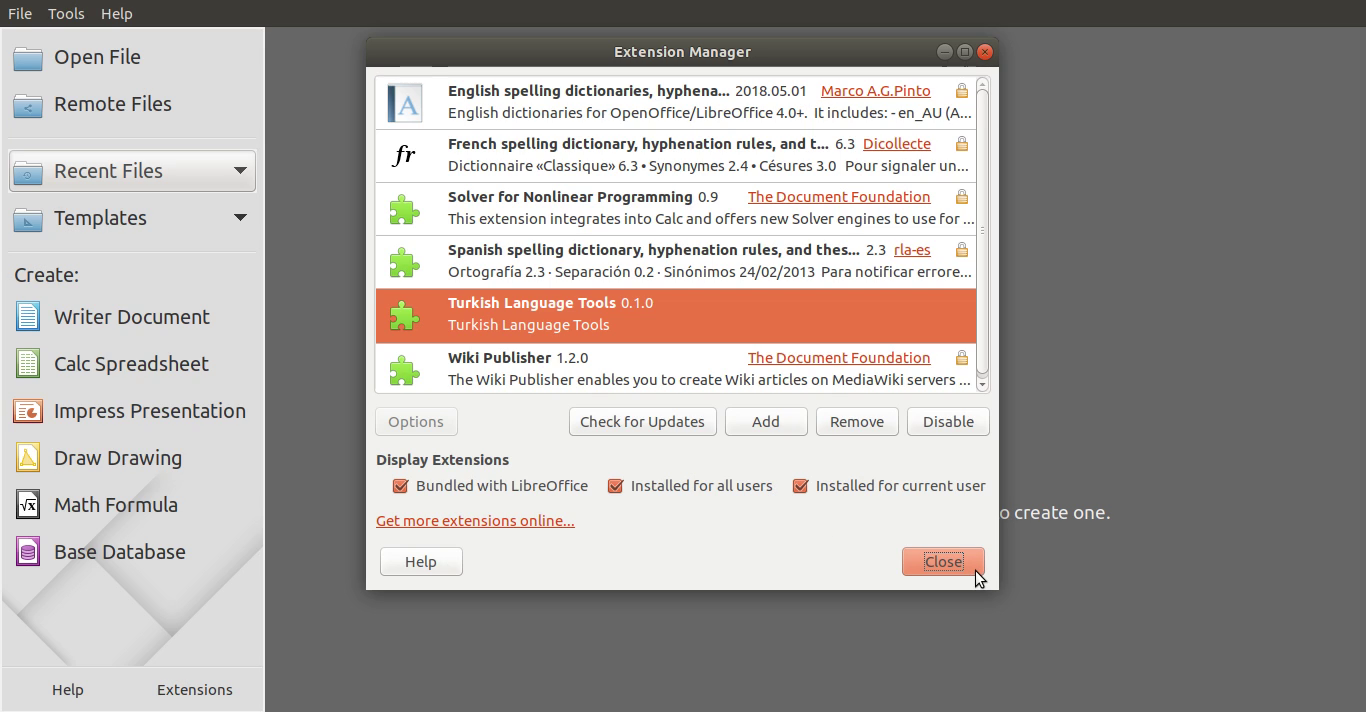 File Tools Help
Open File
Remote Files
Recent Files
Templates
Create:
Writer Document
Calc Spreadsheet
Impress Presentation
Draw Drawing
Math Formula
Base Database
Help Extensions
Extension Manager
English spelling dictionaries, hyphena... 2018.05.01 Marco A.G.Pinto
English dictionaries for OpenOffice/LibreOffice 4.0+. It includes: - en_AU (A...
fr
French spelling dictionary, hyphenation rules, and t... 6.3 Dicollecte
Dictionnaire «Classique» 6.3 • Synonymes 2.4 • Césures 3.0 Pour signaler un...
Solver for Nonlinear Programming 0.9 The Document Foundation
This extension integrates into Calc and offers new Solver engines to use for ...
Spanish spelling dictionary, hyphenation rules, and thes... 2.3 rla-es
Ortografía 2.3 · Separación 0.2 · Sinónimos 24/02/2013 Para notificar errore...
Turkish Language Tools 0.1.0
Turkish Language Tools
Wiki Publisher 1.2.0 The Document Foundation
The Wiki Publisher enables you to create Wiki articles on MediaWiki servers ...
Options Check for Updates Add Remove Disable
Display Extensions
Bundled with LibreOffice Installed for all users Installed for current user
Get more extensions online...
Help Close
o create one.